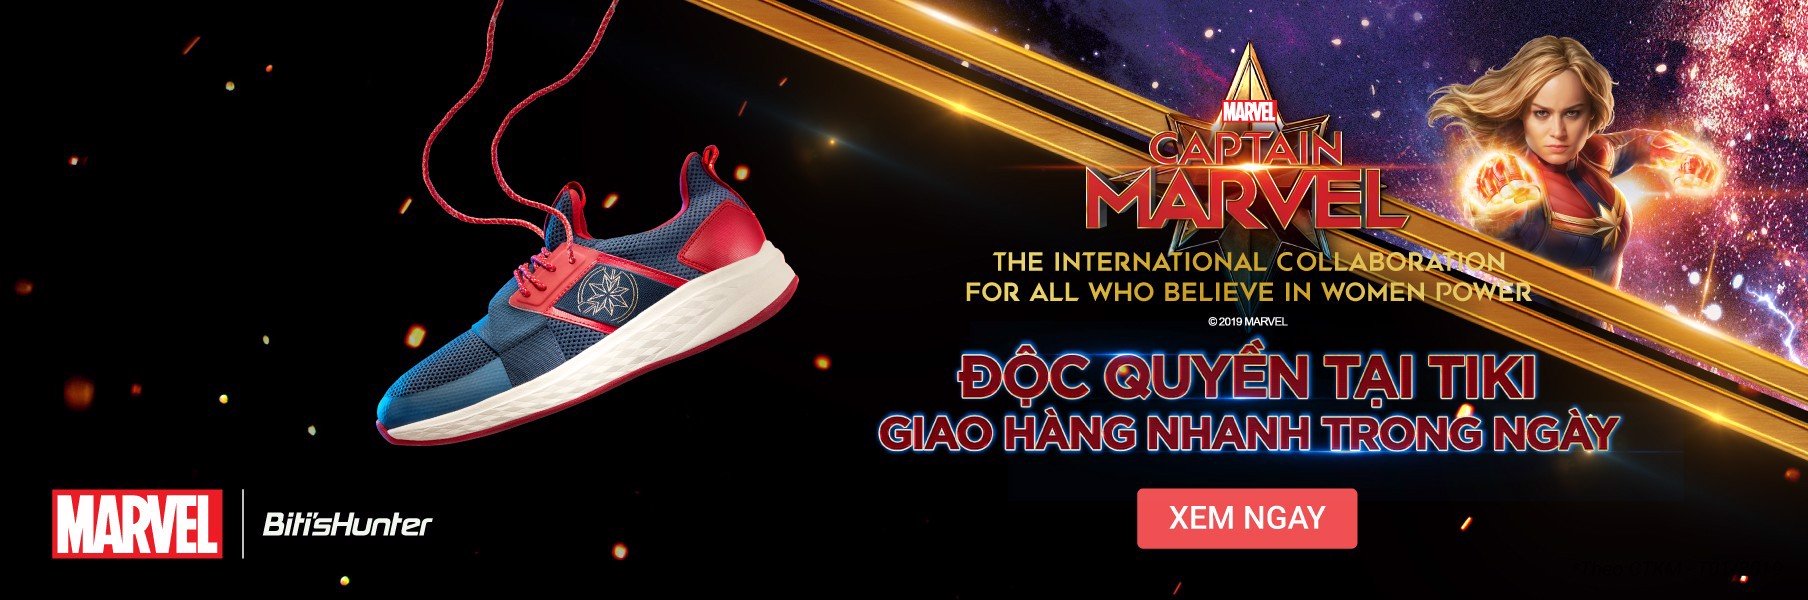 MARVEL
CAPTAIN
MARVEL
THE INTERNATIONAL COLLABORATION
FOR ALL WHO BELIEVE IN WOMEN POWER
© 2019 MARVEL
ĐỘC QUYỀN TẠI TIKI
GIAO HÀNG NHANH TRONG NGÀY
XEM NGAY
MARVEL
Biti'sHunter